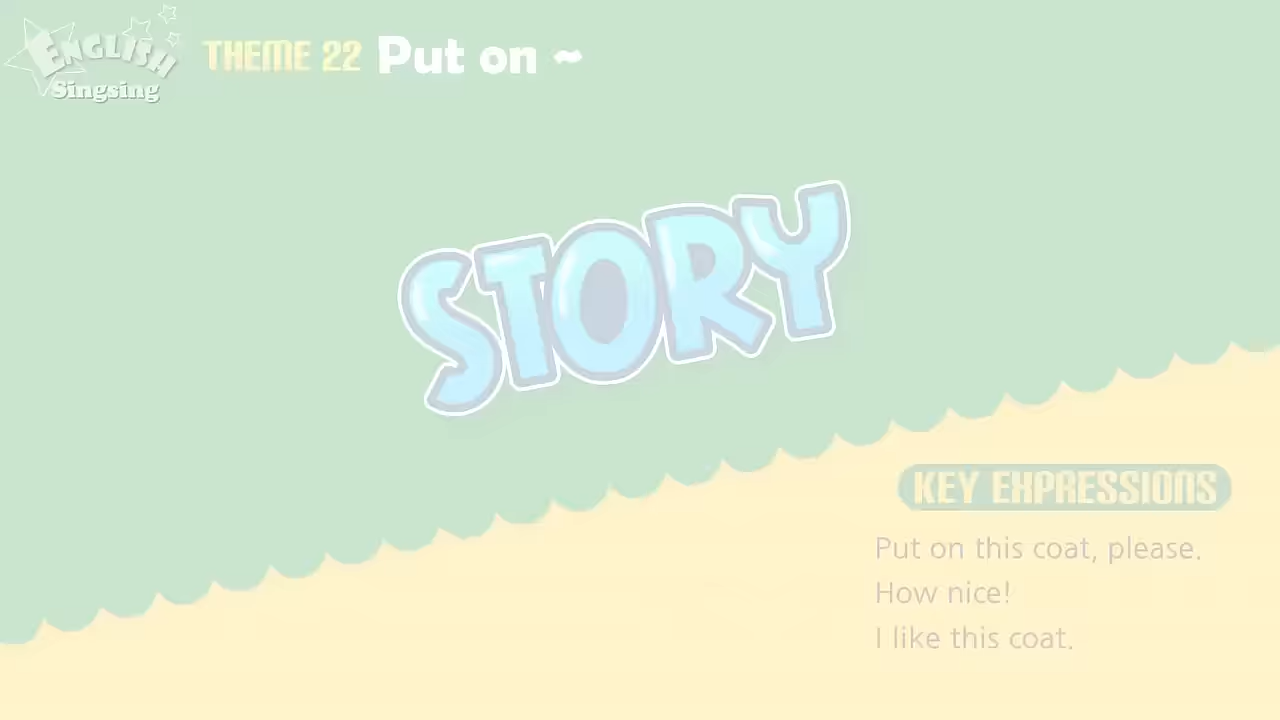 ENGLISH
Singsing
THEME 22 Put on ~
STORY
KEY EXPRESSIONS
Put on this coat, please.
How nice!
I like this coat.